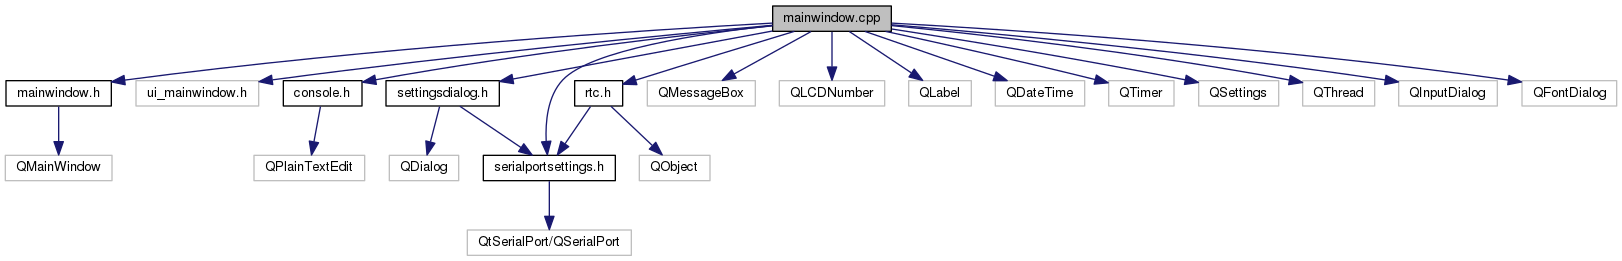 mainwindow.cpp
mainwindow.h
ui_mainwindow.h
console.h
settingsdialog.h
rtc.h
QMessageBox
QLCDNumber
QLabel
QDateTime
QTimer
QSettings
QThread
QInputDialog
QFontDialog
QMainWindow
QPlainTextEdit
QDialog
serialportsettings.h
QObject
QtSerialPort/QSerialPort